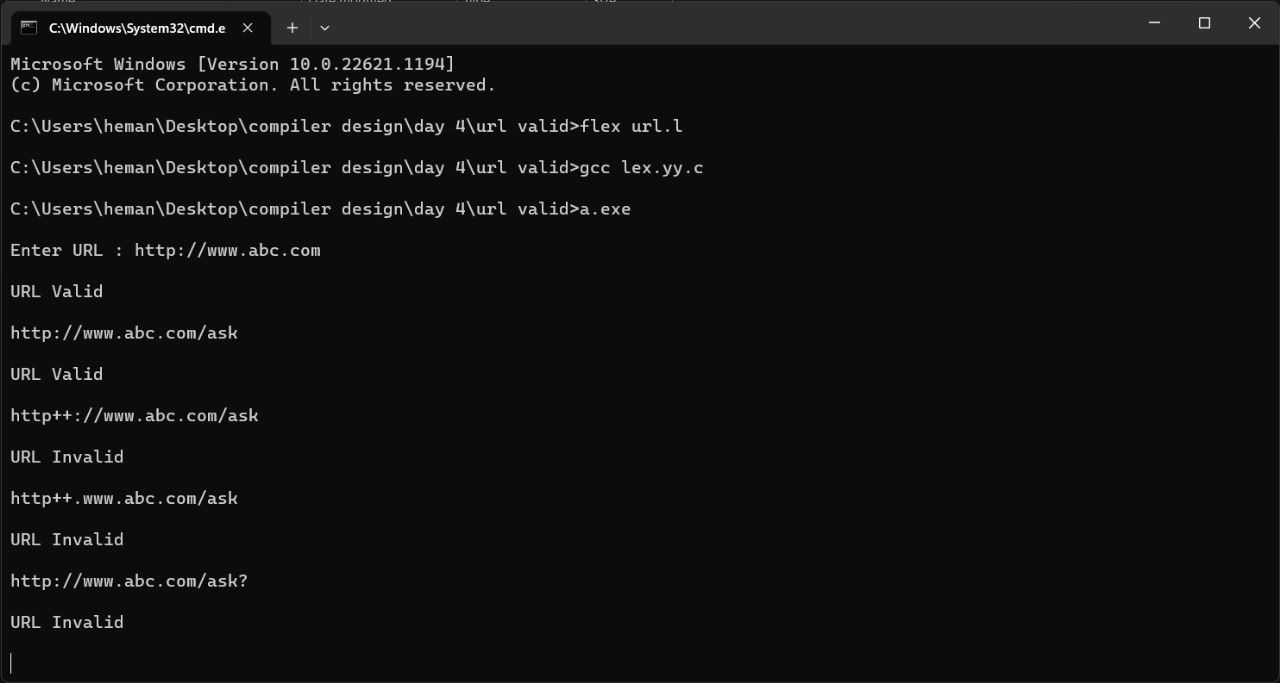 C:\Windows\System32\cmd.e
Microsoft Windows [Version 10.0.22621.1194]
(c) Microsoft Corporation. All rights reserved.
C:\Users\heman\Desktop\compiler design\day 4\url valid>flex url.l
C:\Users\heman\Desktop\compiler design\day 4\url valid>gcc lex.yy.c
C:\Users\heman\Desktop\compiler design\day 4\url valid>a.exe
Enter URL : http://www.abc.com
URL Valid
http://www.abc.com/ask
URL Valid
http++://www.abc.com/ask
URL Invalid
http++.www.abc.com/ask
URL Invalid
http://www.abc.com/ask?
URL Invalid